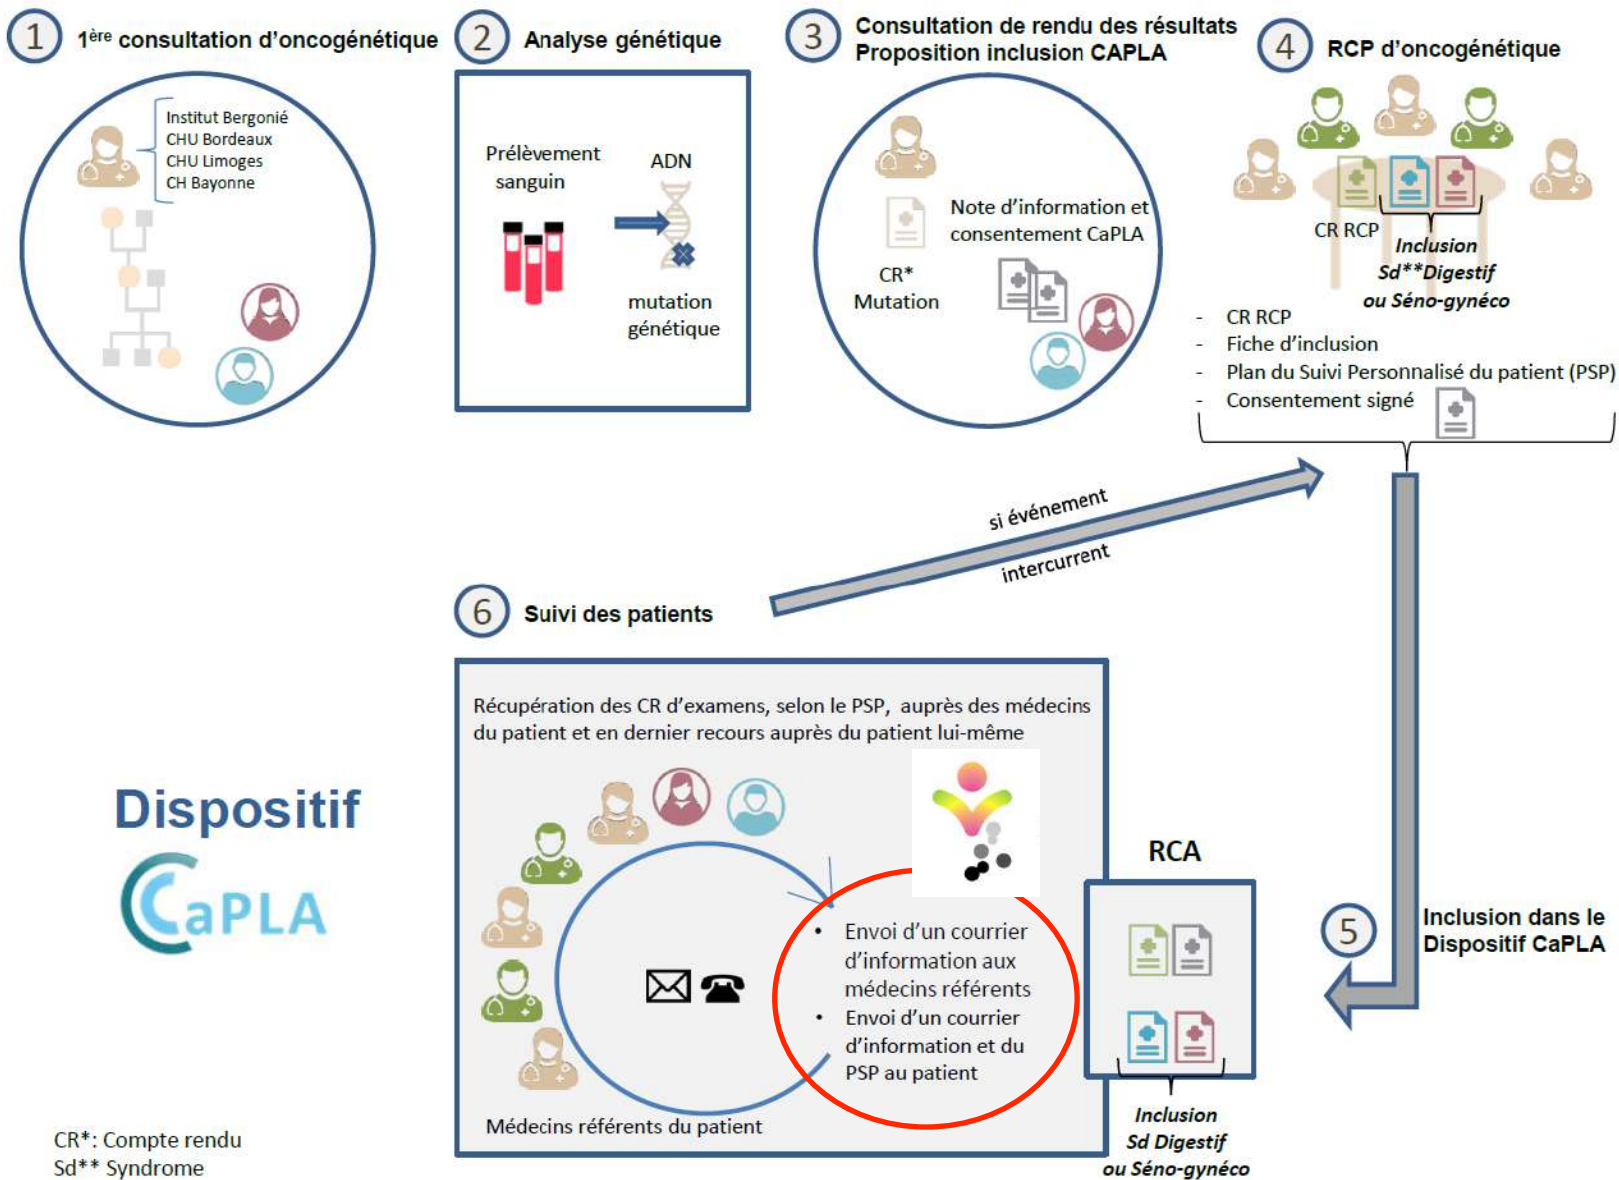 1
1ère consultation d'oncogénétique
Institut Bergonié
CHU Bordeaux
CHU Limoges
CH Bayonne
2
Analyse génétique
Prélèvement
sanguin
ADN
mutation
génétique
3
Consultation de rendu des résultats
Proposition inclusion CAPLA
Note d'information et
consentement CaPLA
CR*
Mutation
4
RCP d'oncogénétique
CR RCP
Inclusion
Sd**Digestif
ou Séno-gynéco
- CR RCP
- Fiche d'inclusion
- Plan du Suivi Personnalisé du patient (PSP)
- Consentement signé
si événement
intercurrent
6
Suivi des patients
Récupération des CR d'examens, selon le PSP, auprès des médecins
du patient et en dernier recours auprès du patient lui-même
• Envoi d'un courrier
d'information aux
médecins référents
• Envoi d'un courrier
d'information et du
PSP au patient
Médecins référents du patient
RCA
Inclusion
Sd Digestif
ou Séno-gynéco
5
Inclusion dans le
Dispositif CaPLA
Dispositif
CaPLA
CR*: Compte rendu
Sd** Syndrome